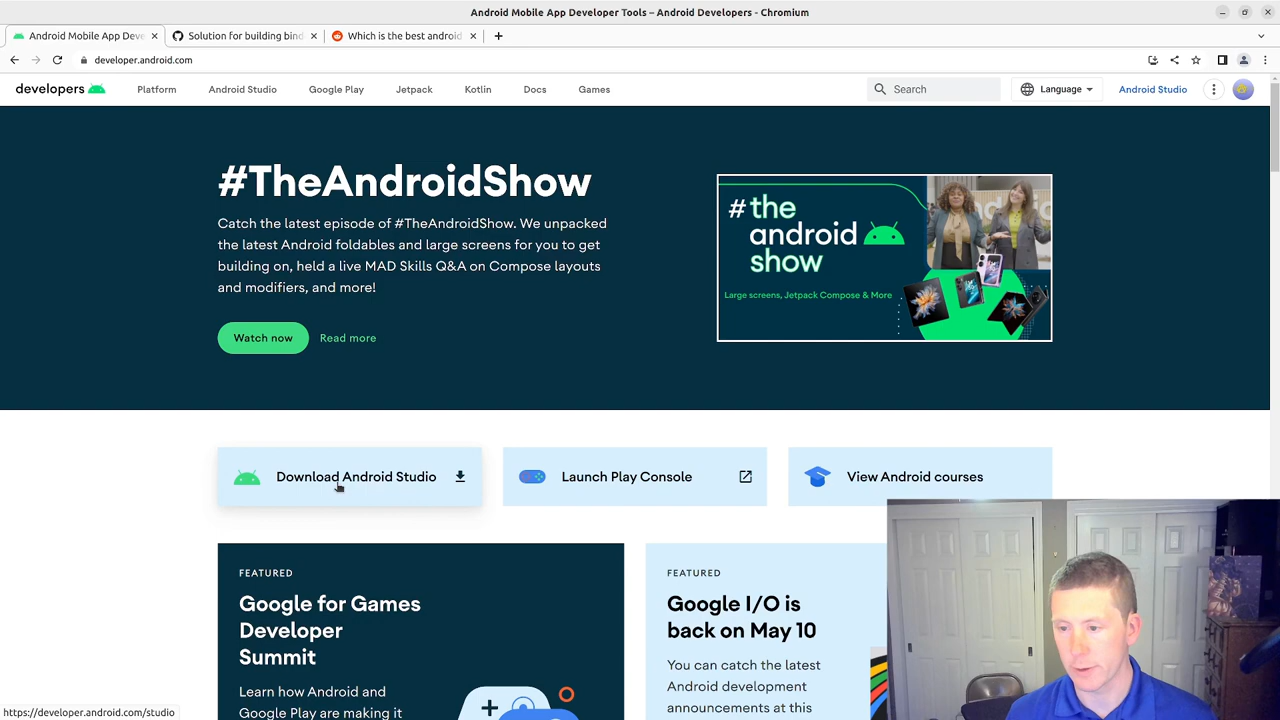 Android Mobile App Developer Tools – Android Developers - Chromium
Android Mobile App Deve
Solution for building bind
Which is the best android
developer.android.com
developers
Platform
Android Studio
Google Play
Jetpack
Kotlin
Docs
Games
Search
Language
Android Studio
#TheAndroidShow
Catch the latest episode of #TheAndroidShow. We unpacked
the latest Android foldables and large screens for you to get
building on, held a live MAD Skills Q&A on Compose layouts
and modifiers, and more!
Watch now
Read more
#the
android
show
Large screens, Jetpack Compose & More
Download Android Studio
Launch Play Console
View Android courses
FEATURED
Google for Games
Developer
Summit
Learn how Android and
Google Play are making it
FEATURED
Google I/O is
back on May 10
You can catch the latest
Android development
announcements at this
https://developer.android.com/studio